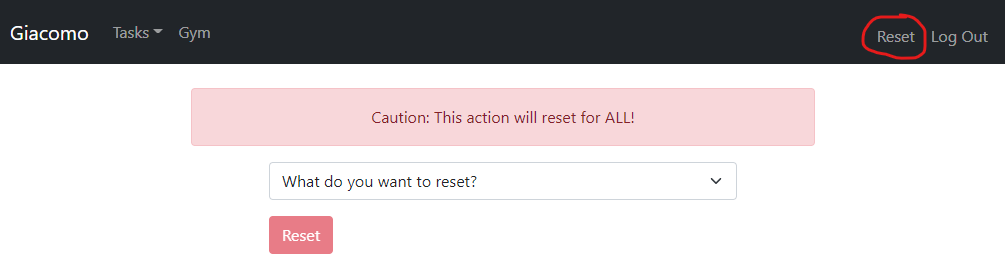 Giacomo Tasks Gym Reset Log Out
Caution: This action will reset for ALL!
What do you want to reset?
Reset